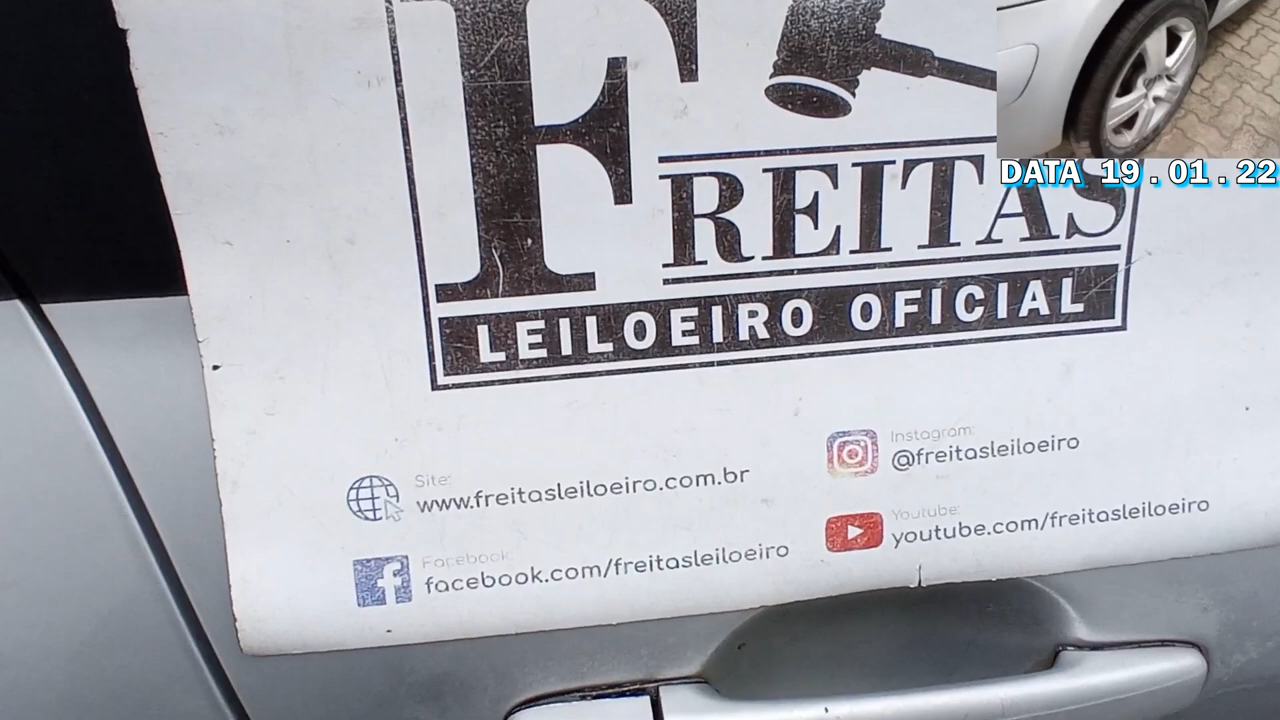 F
FREITAS
LEILOEIRO OFICIAL
DATA 19.01.22
Site:
www.freitasleiloeiro.com.br
Facebook:
facebook.com/freitasleiloeiro
Instagram:
@freitasleiloeiro
Youtube:
youtube.com/freitasleiloeiro